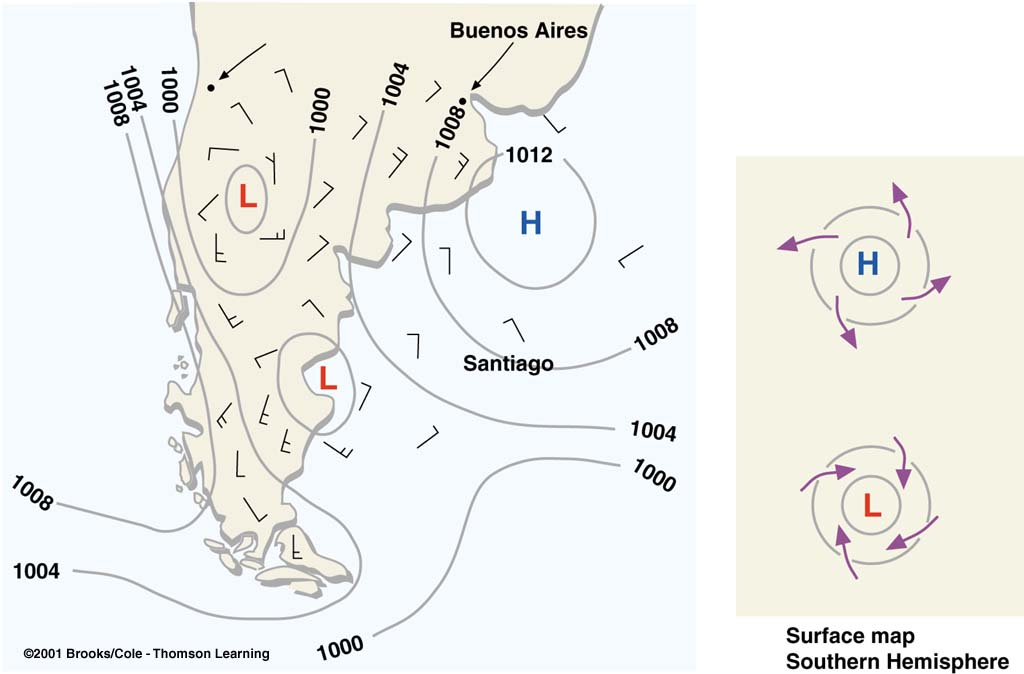 Buenos Aires
1008
1004
1000
1000
1004
1008
1012
L
H
1008
Santiago
L
1004
1000
1008
1004
1000
©2001 Brooks/Cole - Thomson Learning
H
L
Surface map
Southern Hemisphere